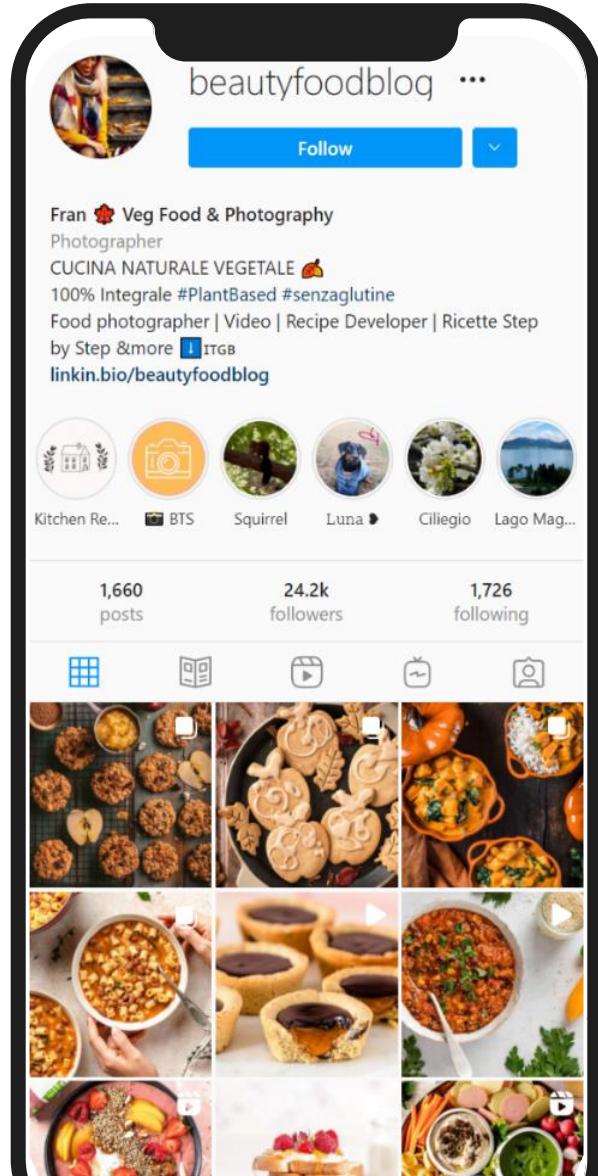 beautyfoodblog
Follow
Fran Veg Food & Photography
Photographer
CUCINA NATURALE VEGETALE
100% Integrale #PlantBased #senzaglutine
Food photographer | Video | Recipe Developer | Ricette Step
by Step &more ⬇️ ITGB
linkin.bio/beautyfoodblog
Kitchen Re... 📷 BTS Squirrel Luna ❥ Ciliegio Lago Mag...
1,660 24.2k 1,726
posts followers following